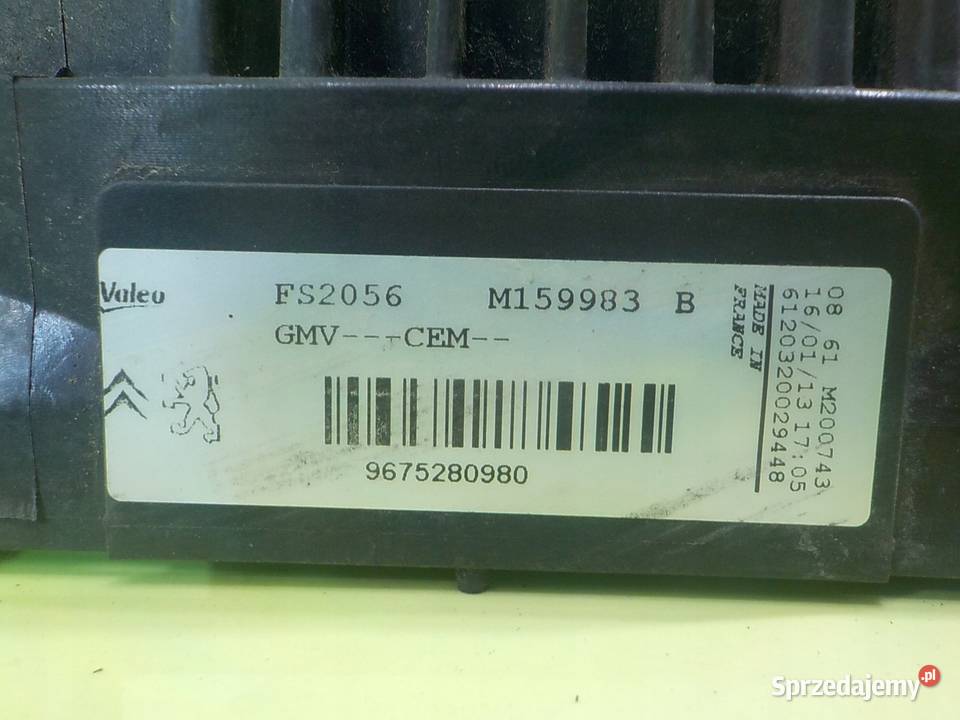 Valeo
FS2056 M159983 B
GMV----CEM--
9675280980
MADE IN
FRANCE
08 61 M200743
16/01/13 17:05
6120320029448
Sprzedajemy.pl